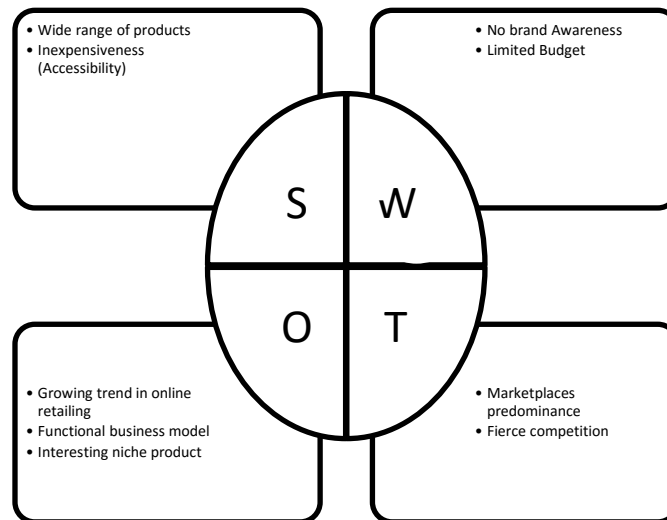 • Wide range of products
• Inexpensiveness
(Accessibility)
• No brand Awareness
• Limited Budget
S
W
O
T
• Growing trend in online
retailing
• Functional business model
• Interesting niche product
• Marketplaces
predominance
• Fierce competition